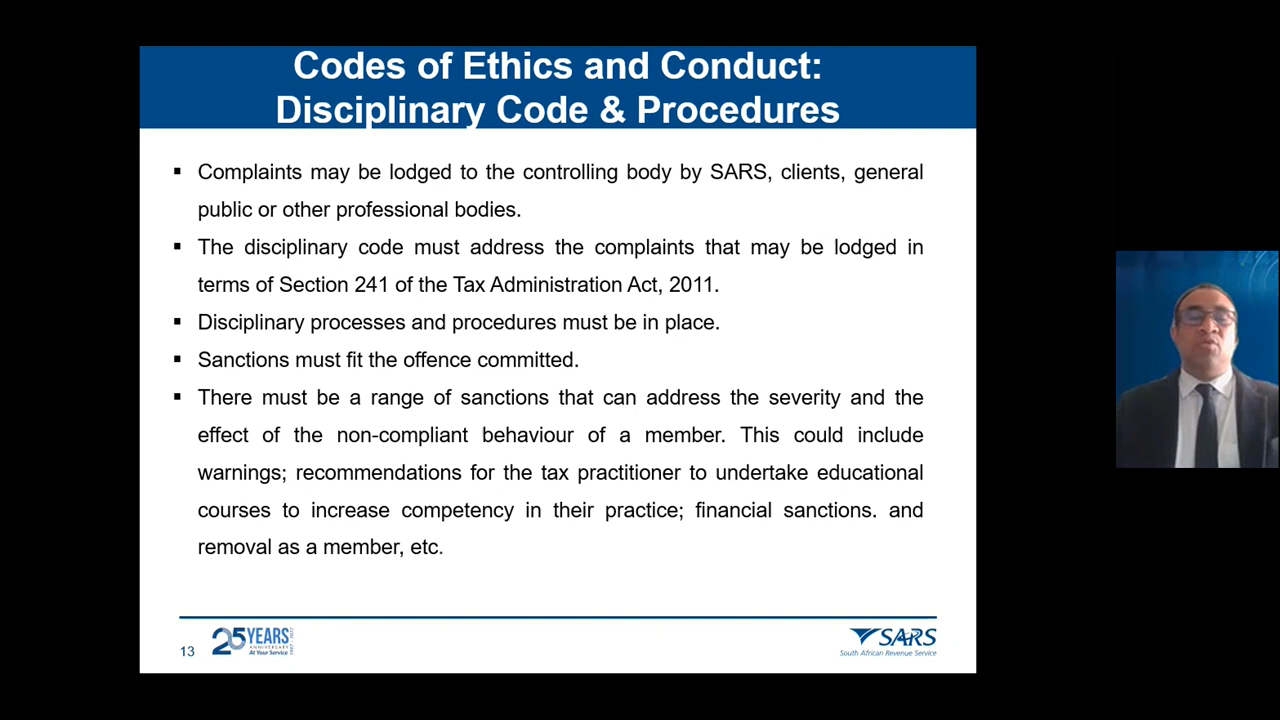 Codes of Ethics and Conduct:
Disciplinary Code & Procedures
▪ Complaints may be lodged to the controlling body by SARS, clients, general
public or other professional bodies.
▪ The disciplinary code must address the complaints that may be lodged in
terms of Section 241 of the Tax Administration Act, 2011.
▪ Disciplinary processes and procedures must be in place.
▪ Sanctions must fit the offence committed.
▪ There must be a range of sanctions that can address the severity and the
effect of the non-compliant behaviour of a member. This could include
warnings; recommendations for the tax practitioner to undertake educational
courses to increase competency in their practice; financial sanctions. and
removal as a member, etc.
13
25 YEARS
ANNIVERSARY
At Your Service
SARS
South African Revenue Service